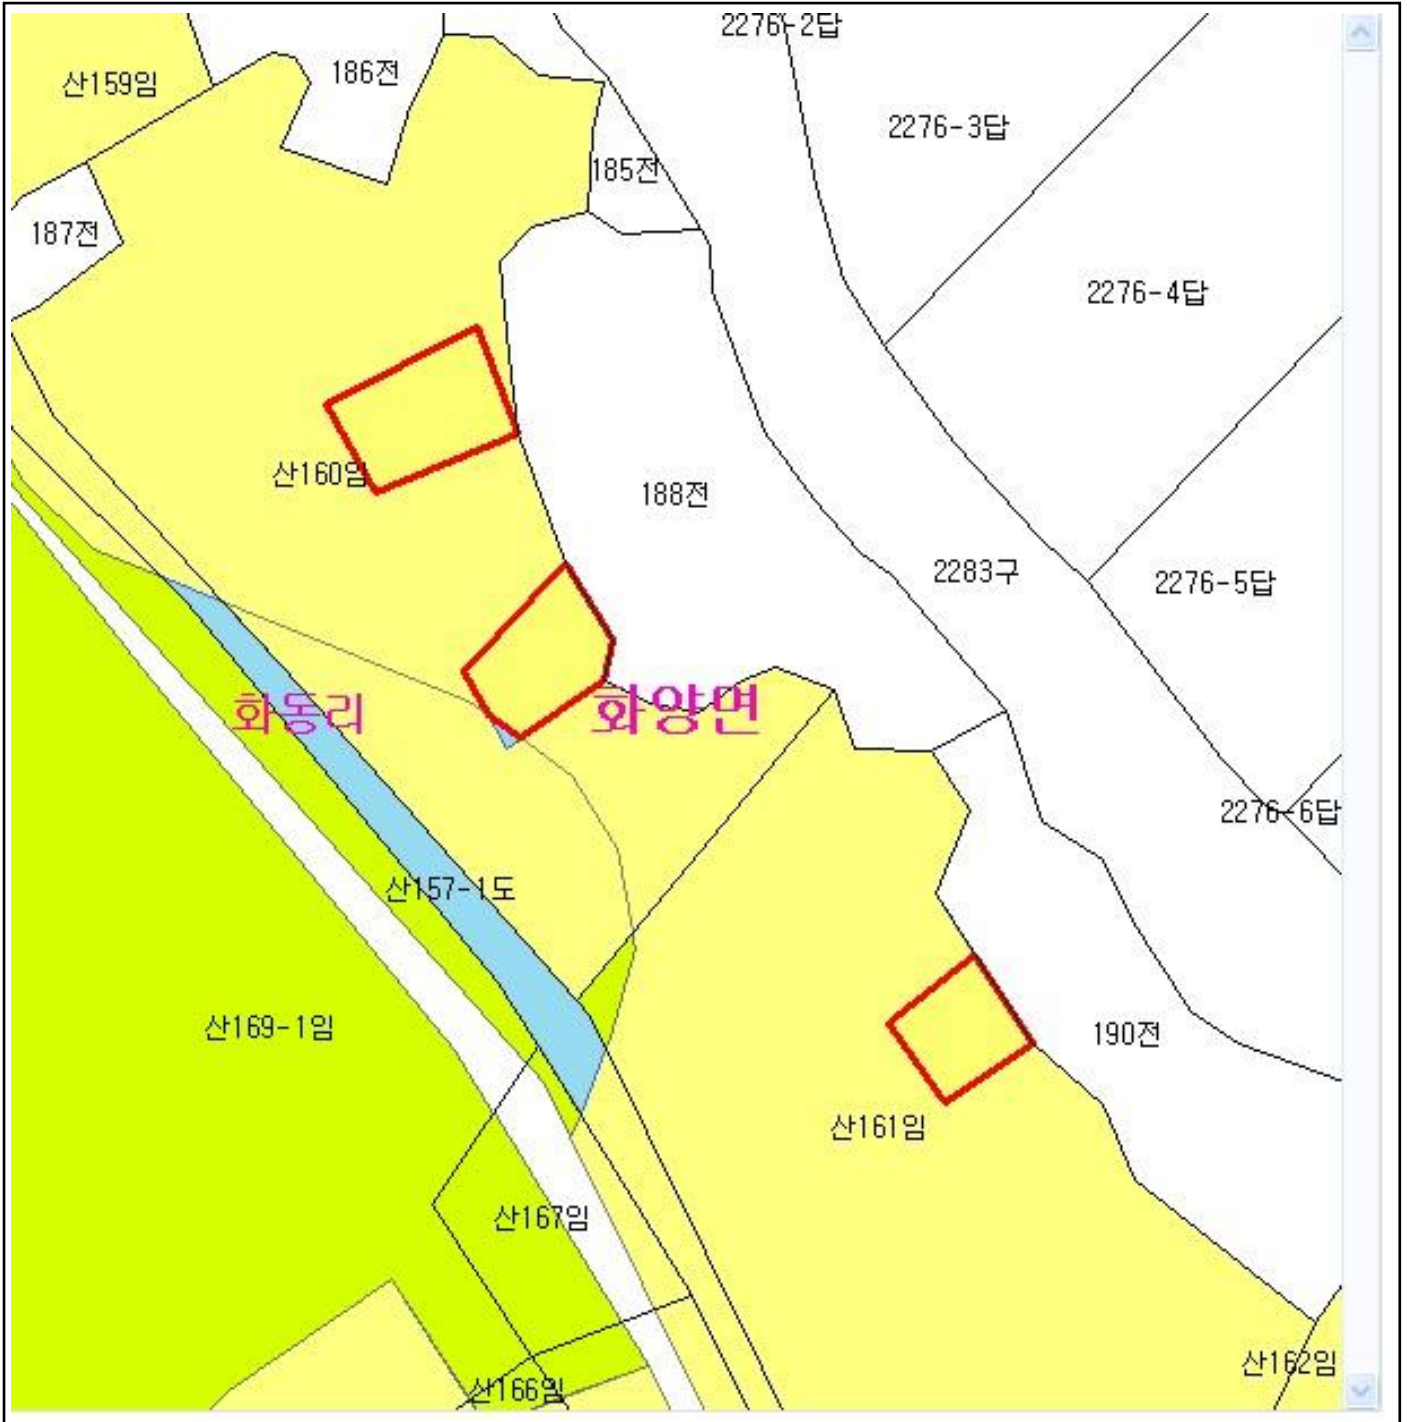 2276-2답
186전
산159임
2276-3답
185전
187전
2276-4답
산160임
188전
2283구
2276-5답
화동리
화양면
2276-6답
산157-1도
산169-1임
190전
산161임
산167임
산162임
산166임